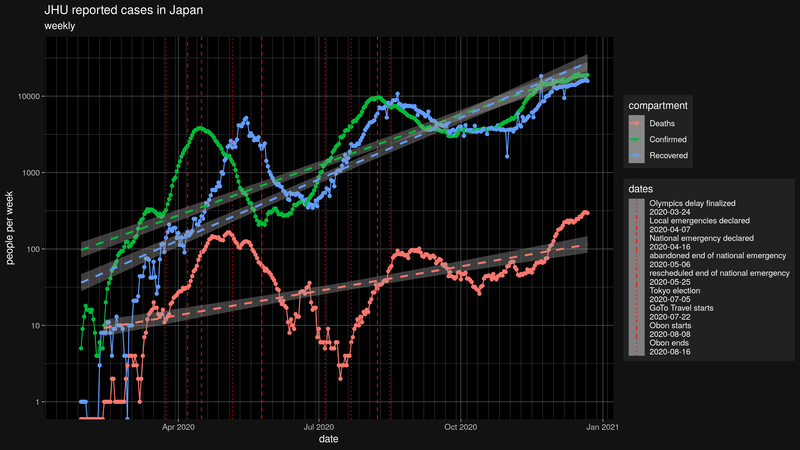 JHU reported cases in Japan
weekly
people per week
10000
1000
100
10
1
Apr 2020
Jul 2020
Oct 2020
Jan 2021
date
compartment
Deaths
Confirmed
Recovered
dates
Olympics delay finalized
2020-03-24
Local emergencies declared
2020-04-07
National emergency declared
2020-04-16
abandoned end of national emergency
2020-05-06
rescheduled end of national emergency
2020-05-25
Tokyo election
2020-07-05
GoTo Travel starts
2020-07-22
Obon starts
2020-08-08
Obon ends
2020-08-16